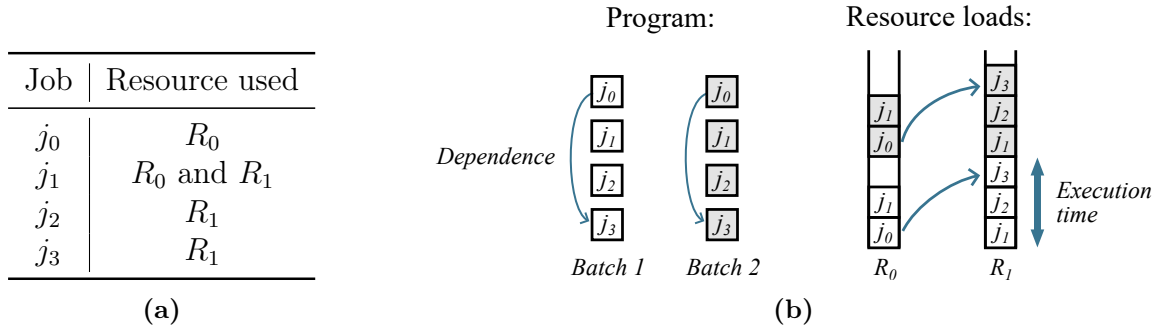 Job Resource used
j0 R0
j1 R0 and R1
j2 R1
j3 R1
(a)
Program:
j0 j0
j1 j1
Dependence
j2 j2
j3 j3
Batch 1 Batch 2
Resource loads:
j3
j1 j2
j0 j1
j3
j1 j2
j0 j1
R0 R1
Execution
time
(b)